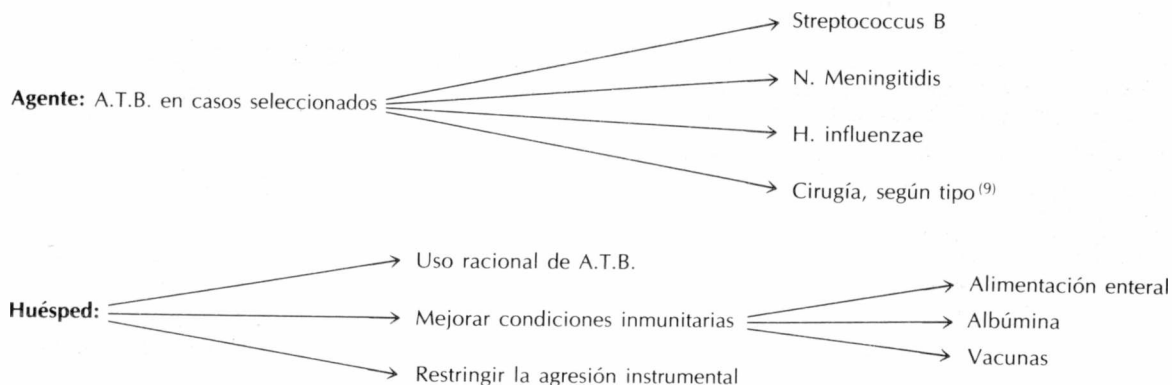 Streptococcus B
N. Meningitidis
Agente: A.T.B. en casos seleccionados
H. influenzae
Cirugía, según tipo (9)
Uso racional de A.T.B.
Alimentación enteral
Huésped:
Mejorar condiciones inmunitarias
Albúmina
Vacunas
Restringir la agresión instrumental